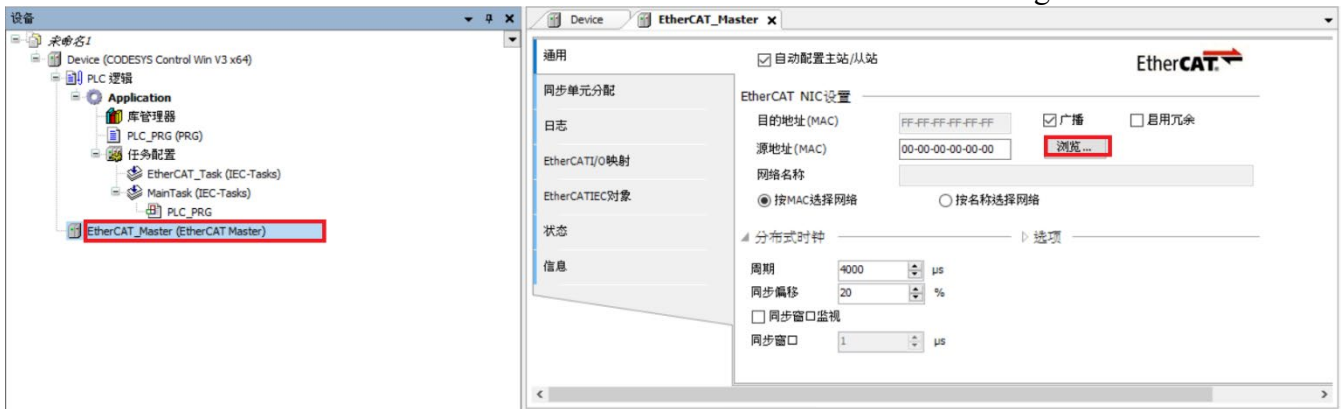 设备
未命名1
Device (CODESYS Control Win V3 x64)
PLC 逻辑
Application
库管理器
PLC_PRG (PRG)
任务配置
EtherCAT_Task (IEC-Tasks)
MainTask (IEC-Tasks)
PLC_PRG
EtherCAT_Master (EtherCAT Master)
Device
EtherCAT_Master
通用
同步单元分配
日志
EtherCATI/O映射
EtherCATIEC对象
状态
信息
自动配置主站/从站
EtherCAT
EtherCAT NIC设置
目的地址(MAC) FF-FF-FF-FF-FF-FF 广播 启用冗余
源地址(MAC) 00-00-00-00-00-00 浏览...
网络名称
按MAC选择网络 按名称选择网络
分布式时钟 选项
周期 4000 µs
同步偏移 20 %
同步窗口监视
同步窗口 1 µs